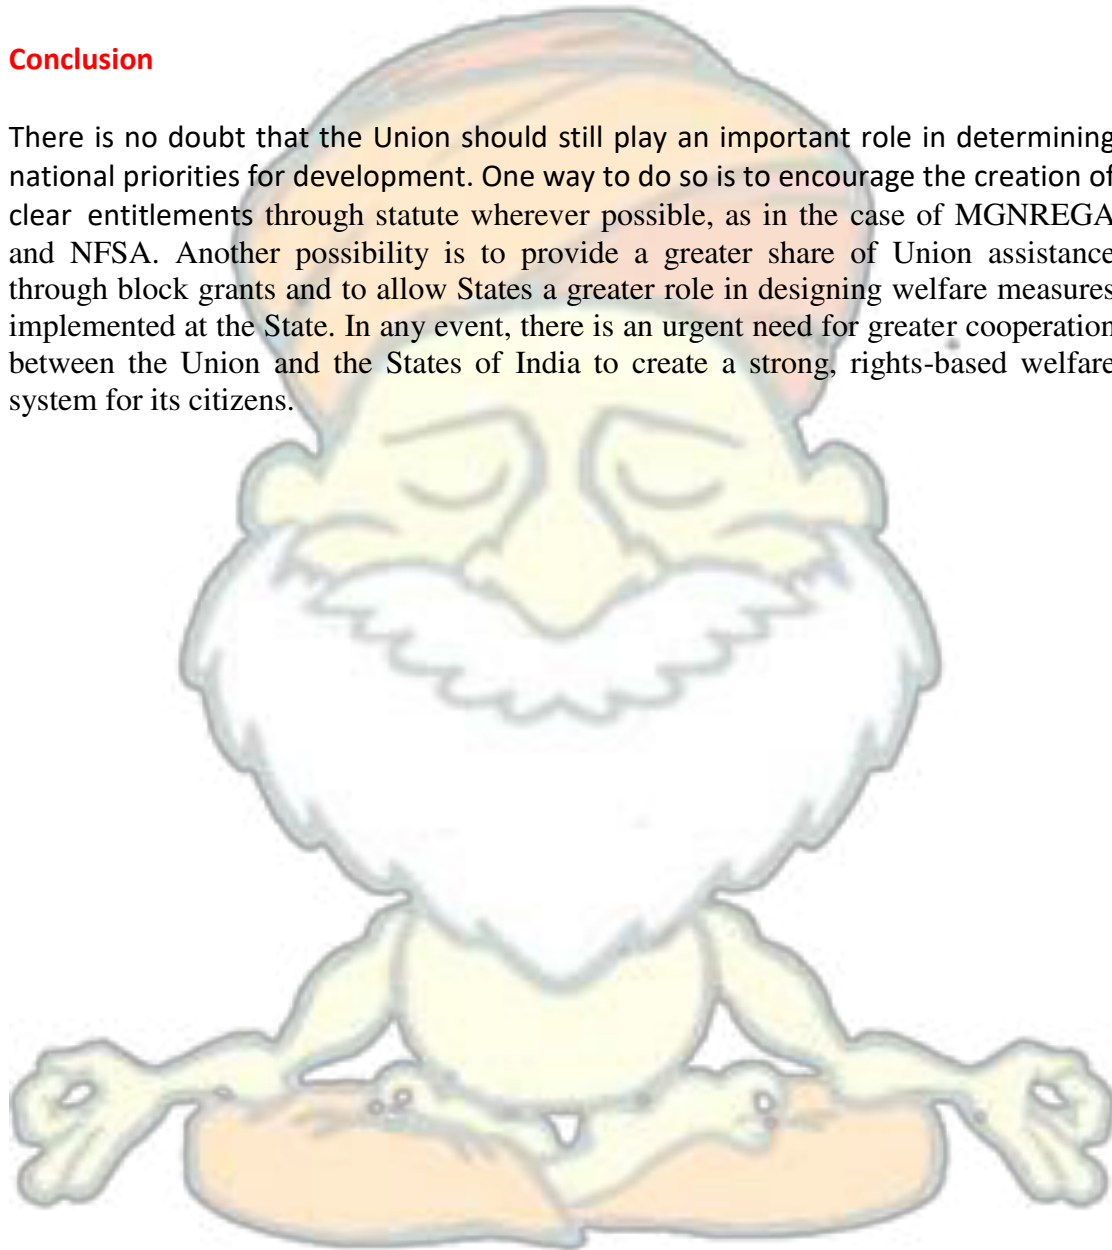 Conclusion
There is no doubt that the Union should still play an important role in determining
national priorities for development. One way to do so is to encourage the creation of
clear entitlements through statute wherever possible, as in the case of MGNREGA
and NFSA. Another possibility is to provide a greater share of Union assistance
through block grants and to allow States a greater role in designing welfare measures
implemented at the State. In any event, there is an urgent need for greater cooperation
between the Union and the States of India to create a strong, rights-based welfare
system for its citizens.